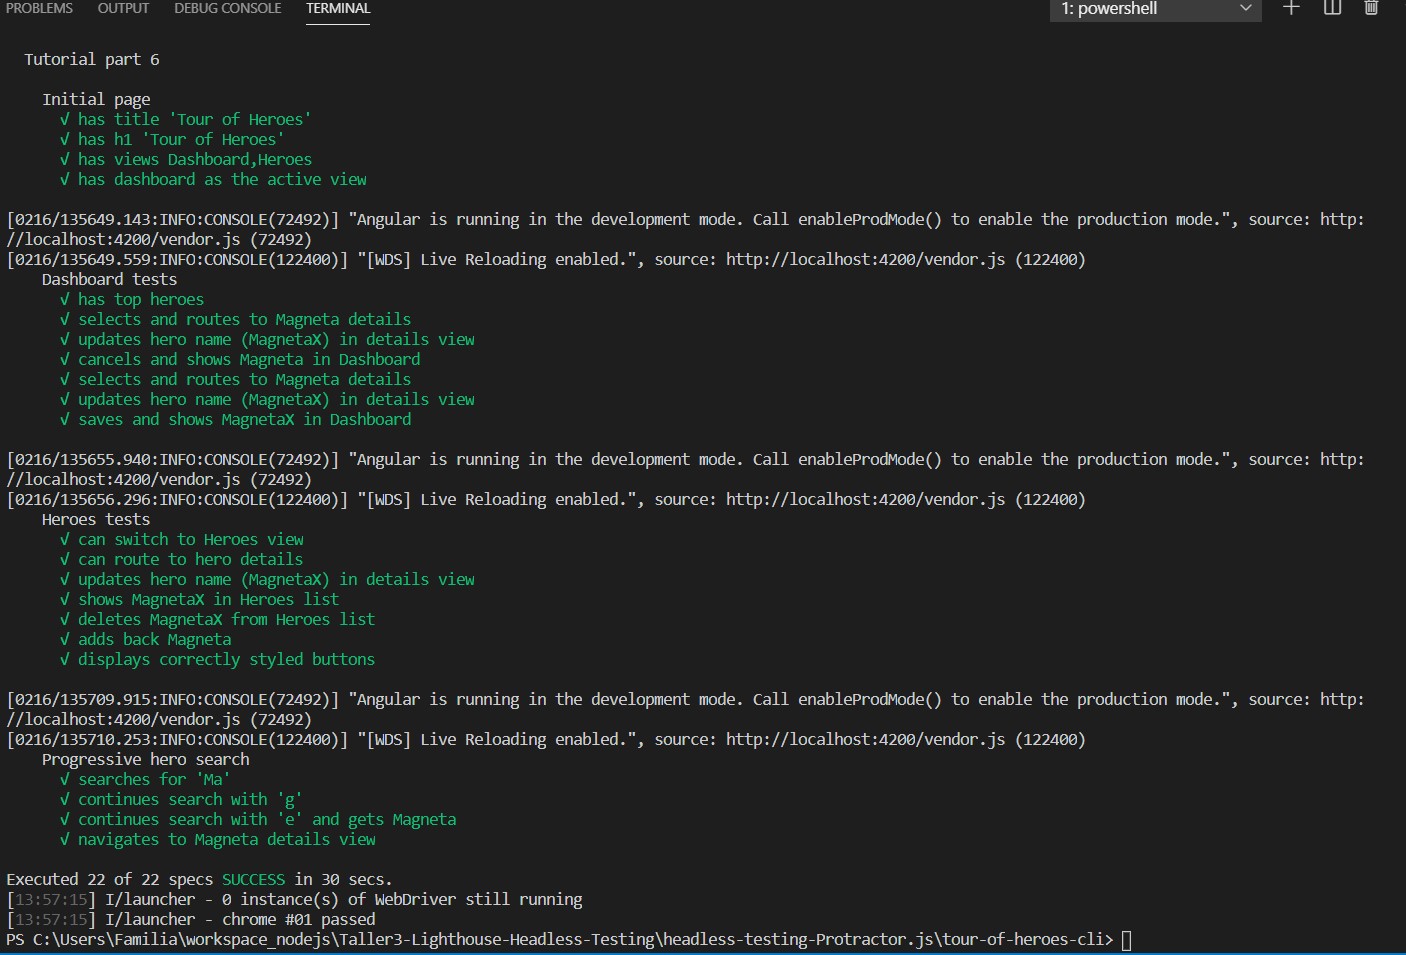 PROBLEMS OUTPUT DEBUG CONSOLE TERMINAL 1: powershell
Tutorial part 6
Initial page
√ has title 'Tour of Heroes'
√ has h1 'Tour of Heroes'
√ has views Dashboard,Heroes
√ has dashboard as the active view
[0216/135649.143:INFO:CONSOLE(72492)] "Angular is running in the development mode. Call enableProdMode() to enable the production mode.", source: http:
//localhost:4200/vendor.js (72492)
[0216/135649.559:INFO:CONSOLE(122400)] "[WDS] Live Reloading enabled.", source: http://localhost:4200/vendor.js (122400)
Dashboard tests
√ has top heroes
√ selects and routes to Magneta details
√ updates hero name (MagnetaX) in details view
√ cancels and shows Magneta in Dashboard
√ selects and routes to Magneta details
√ updates hero name (MagnetaX) in details view
√ saves and shows MagnetaX in Dashboard
[0216/135655.940:INFO:CONSOLE(72492)] "Angular is running in the development mode. Call enableProdMode() to enable the production mode.", source: http:
//localhost:4200/vendor.js (72492)
[0216/135656.296:INFO:CONSOLE(122400)] "[WDS] Live Reloading enabled.", source: http://localhost:4200/vendor.js (122400)
Heroes tests
√ can switch to Heroes view
√ can route to hero details
√ updates hero name (MagnetaX) in details view
√ shows MagnetaX in Heroes list
√ deletes MagnetaX from Heroes list
√ adds back Magneta
√ displays correctly styled buttons
[0216/135709.915:INFO:CONSOLE(72492)] "Angular is running in the development mode. Call enableProdMode() to enable the production mode.", source: http:
//localhost:4200/vendor.js (72492)
[0216/135710.253:INFO:CONSOLE(122400)] "[WDS] Live Reloading enabled.", source: http://localhost:4200/vendor.js (122400)
Progressive hero search
√ searches for 'Ma'
√ continues search with 'g'
√ continues search with 'e' and gets Magneta
√ navigates to Magneta details view
Executed 22 of 22 specs SUCCESS in 30 secs.
[13:57:15] I/launcher - 0 instance(s) of WebDriver still running
[13:57:15] I/launcher - chrome #01 passed
PS C:\Users\Familia\workspace_nodejs\Taller3-Lighthouse-Headless-Testing\headless-testing-Protractor.js\tour-of-heroes-cli>